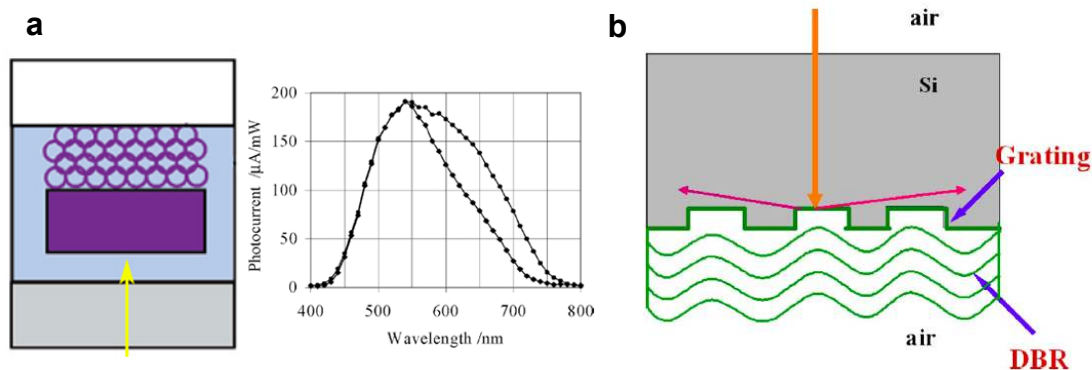 a
200
150
100
50
0
Photocurrent /µA/mW
400 500 600 700 800
Wavelength /nm
b
air
Si
Grating
air
DBR